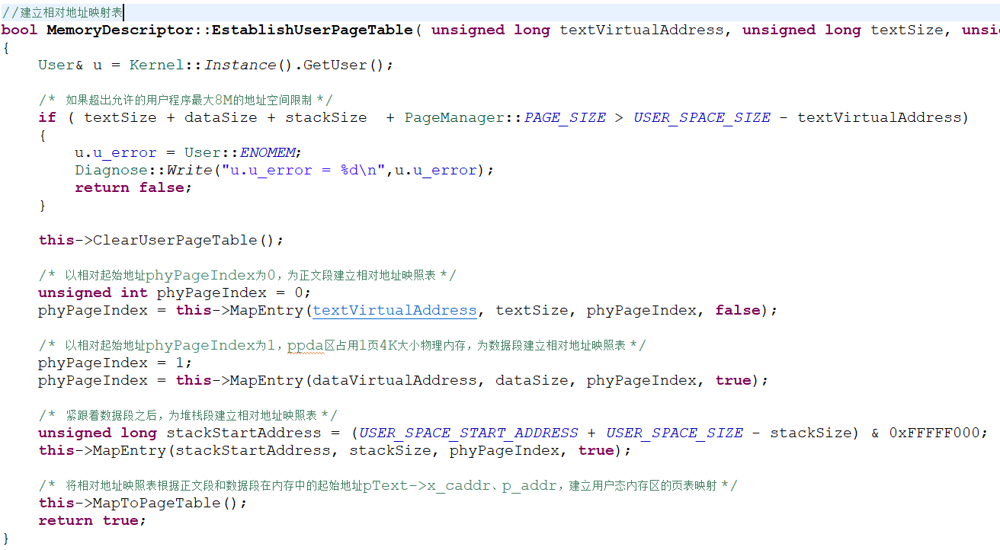 //建立相对地址映射表
bool MemoryDescriptor::EstablishUserPageTable( unsigned long textVirtualAddress, unsigned long textSize,
{
    User& u = Kernel::Instance().GetUser();
    /* 如果超出允许的用户程序最大8M的地址空间限制 */
    if ( textSize + dataSize + stackSize  + PageManager::PAGE_SIZE > USER_SPACE_SIZE - textVirtualAddress)
    {
        u.u_error = User::ENOMEM;
        Diagnose::Write("u.u_error = %d\n",u.u_error);
        return false;
    }
    this->ClearUserPageTable();
    /* 以相对起始地址phyPageIndex为0，为正文段建立相对地址映照表 */
    unsigned int phyPageIndex = 0;
    phyPageIndex = this->MapEntry(textVirtualAddress, textSize, phyPageIndex, false);
    /* 以相对起始地址phyPageIndex为1，ppda区占用1页4K大小物理内存，为数据段建立相对地址映照表 */
    phyPageIndex = 1;
    phyPageIndex = this->MapEntry(dataVirtualAddress, dataSize, phyPageIndex, true);
    /* 紧跟着数据段之后，为堆栈段建立相对地址映照表 */
    unsigned long stackStartAddress = (USER_SPACE_START_ADDRESS + USER_SPACE_SIZE - stackSize) & 0xFFFFF000;
    this->MapEntry(stackStartAddress, stackSize, phyPageIndex, true);
    /* 将相对地址映照表根据正文段和数据段在内存中的起始地址pText->x_caddr、p_addr，建立用户态内存区的页表映射 */
    this->MapToPageTable();
    return true;
}